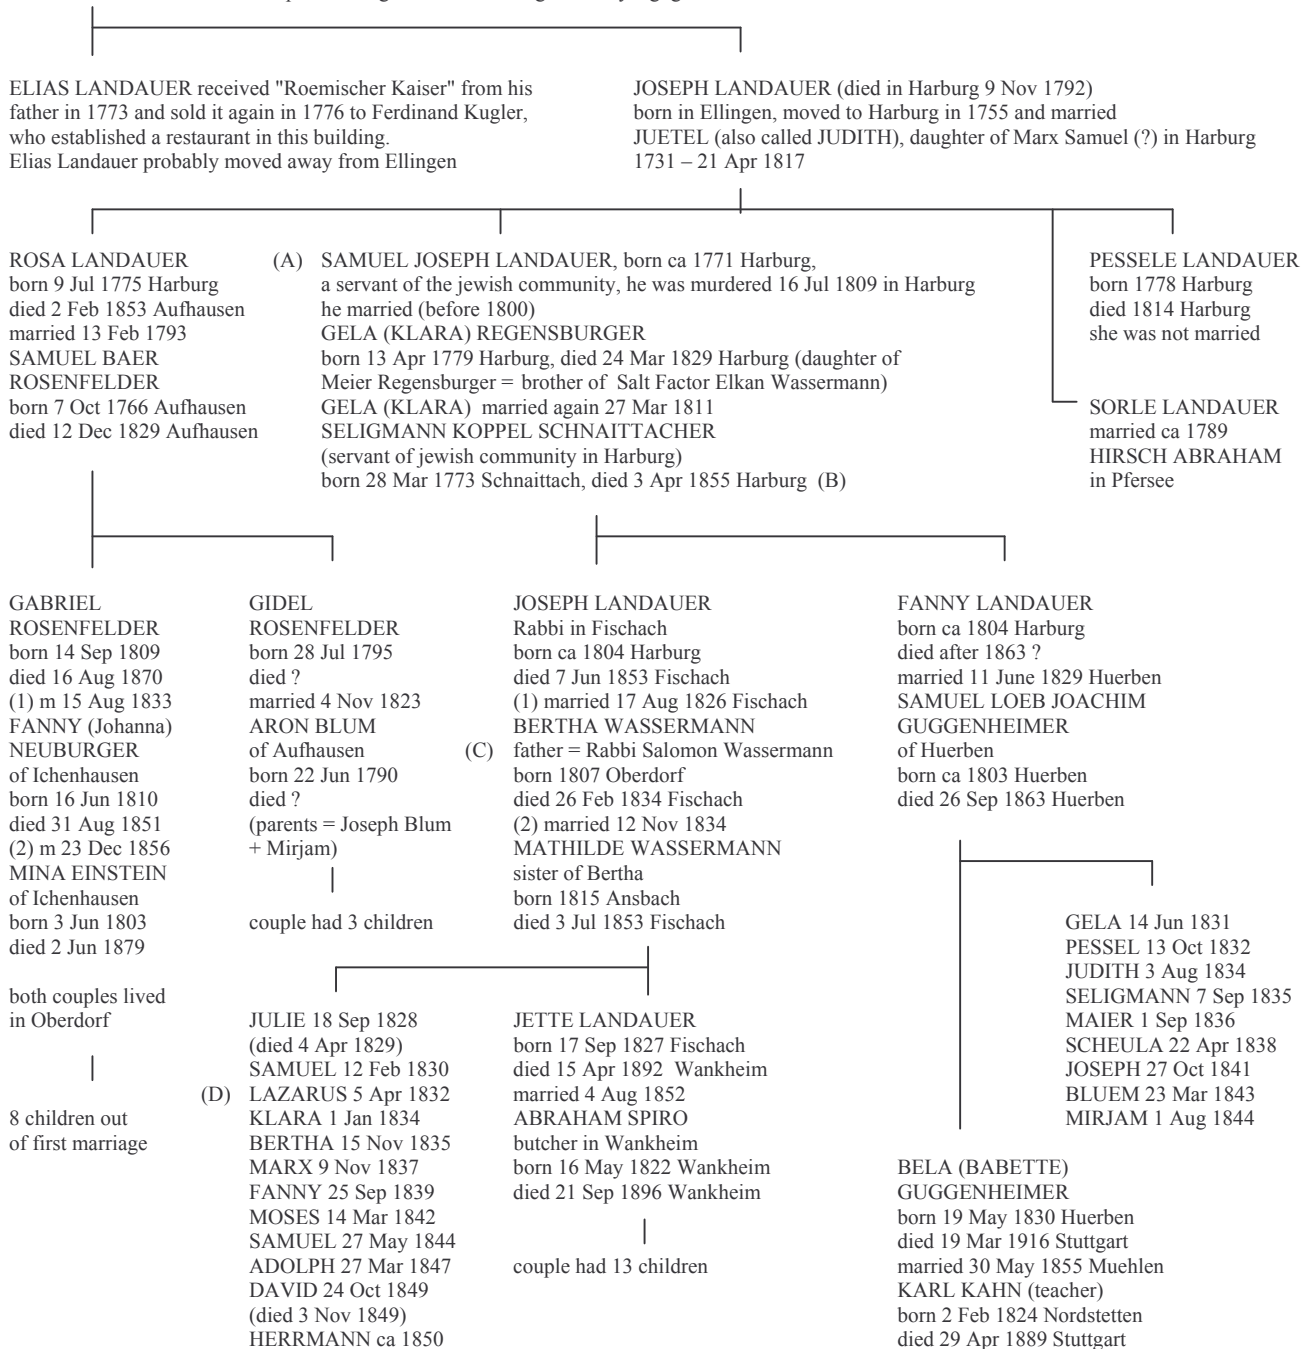 ELIAS LANDAUER received "Roemischer Kaiser" from his
father in 1773 and sold it again in 1776 to Ferdinand Kugler,
who established a restaurant in this building.
Elias Landauer probably moved away from Ellingen
JOSEPH LANDAUER (died in Harburg 9 Nov 1792)
born in Ellingen, moved to Harburg in 1755 and married
JUETEL (also called JUDITH), daughter of Marx Samuel (?) in Harburg
1731 – 21 Apr 1817
ROSA LANDAUER
born 9 Jul 1775 Harburg
died 2 Feb 1853 Aufhausen
married 13 Feb 1793
SAMUEL BAER
ROSENFELDER
born 7 Oct 1766 Aufhausen
died 12 Dec 1829 Aufhausen
(A) SAMUEL JOSEPH LANDAUER, born ca 1771 Harburg,
a servant of the jewish community, he was murdered 16 Jul 1809 in Harburg
he married (before 1800)
GELA (KLARA) REGENSBURGER
born 13 Apr 1779 Harburg, died 24 Mar 1829 Harburg (daughter of
Meier Regensburger = brother of Salt Factor Elkan Wassermann)
GELA (KLARA) married again 27 Mar 1811
SELIGMANN KOPPEL SCHNAITTACHER
(servant of jewish community in Harburg)
born 28 Mar 1773 Schnaittach, died 3 Apr 1855 Harburg (B)
PESSELE LANDAUER
born 1778 Harburg
died 1814 Harburg
she was not married
SORLE LANDAUER
married ca 1789
HIRSCH ABRAHAM
in Pfersee
GABRIEL
ROSENFELDER
born 14 Sep 1809
died 16 Aug 1870
(1) m 15 Aug 1833
FANNY (Johanna)
NEUBURGER
of Ichenhausen
born 16 Jun 1810
died 31 Aug 1851
(2) m 23 Dec 1856
MINA EINSTEIN
of Ichenhausen
born 3 Jun 1803
died 2 Jun 1879
both couples lived
in Oberdorf
8 children out
of first marriage
GIDEL
ROSENFELDER
born 28 Jul 1795
died ?
married 4 Nov 1823
ARON BLUM
of Aufhausen
born 22 Jun 1790
died ?
(parents = Joseph Blum
+ Mirjam)
couple had 3 children
JOSEPH LANDAUER
Rabbi in Fischach
born ca 1804 Harburg
died 7 Jun 1853 Fischach
(1) married 17 Aug 1826 Fischach
BERTHA WASSERMANN
(C) father = Rabbi Salomon Wassermann
born 1807 Oberdorf
died 26 Feb 1834 Fischach
(2) married 12 Nov 1834
MATHILDE WASSERMANN
sister of Bertha
born 1815 Ansbach
died 3 Jul 1853 Fischach
FANNY LANDAUER
born ca 1804 Harburg
died after 1863 ?
married 11 June 1829 Huerben
SAMUEL LOEB JOACHIM
GUGGENHEIMER
of Huerben
born ca 1803 Huerben
died 26 Sep 1863 Huerben
JULIE 18 Sep 1828
(died 4 Apr 1829)
SAMUEL 12 Feb 1830
(D) LAZARUS 5 Apr 1832
KLARA 1 Jan 1834
BERTHA 15 Nov 1835
MARX 9 Nov 1837
FANNY 25 Sep 1839
MOSES 14 Mar 1842
SAMUEL 27 May 1844
ADOLPH 27 Mar 1847
DAVID 24 Oct 1849
(died 3 Nov 1849)
HERRMANN ca 1850
JETTE LANDAUER
born 17 Sep 1827 Fischach
died 15 Apr 1892 Wankheim
married 4 Aug 1852
ABRAHAM SPIRO
butcher in Wankheim
born 16 May 1822 Wankheim
died 21 Sep 1896 Wankheim
couple had 13 children
GELA 14 Jun 1831
PESSEL 13 Oct 1832
JUDITH 3 Aug 1834
SELIGMANN 7 Sep 1835
MAIER 1 Sep 1836
SCHEULA 22 Apr 1838
JOSEPH 27 Oct 1841
BLUEM 23 Mar 1843
MIRJAM 1 Aug 1844
BELA (BABETTE)
GUGGENHEIMER
born 19 May 1830 Huerben
died 19 Mar 1916 Stuttgart
married 30 May 1855 Muehlen
KARL KAHN (teacher)
born 2 Feb 1824 Nordstetten
died 29 Apr 1889 Stuttgart